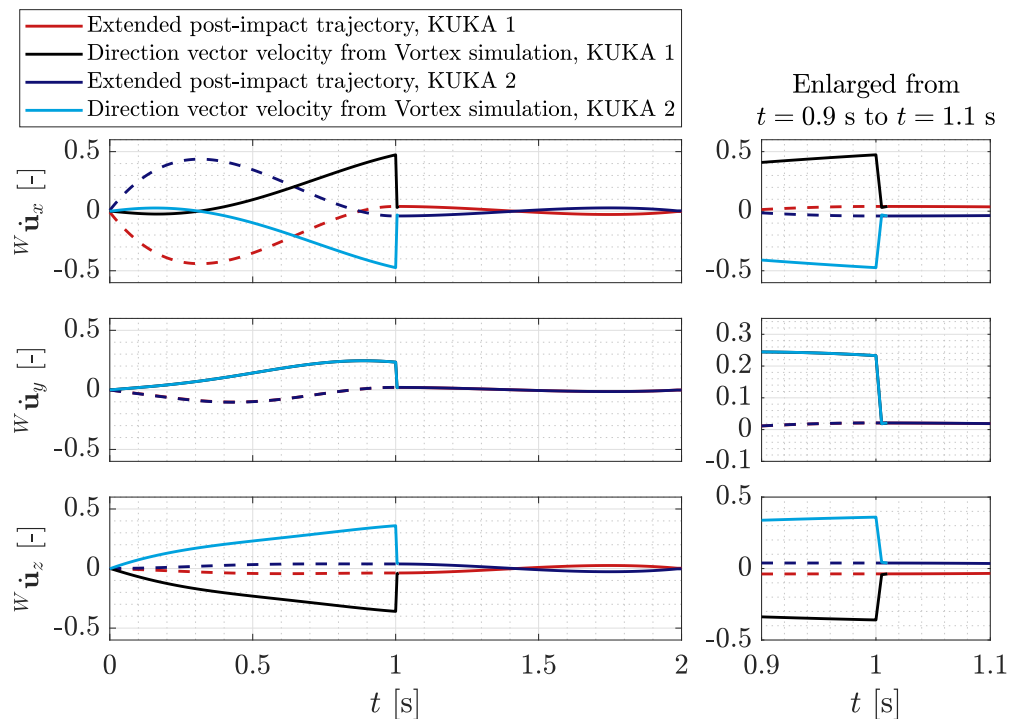 Extended post-impact trajectory, KUKA 1
Direction vector velocity from Vortex simulation, KUKA 1
Extended post-impact trajectory, KUKA 2
Direction vector velocity from Vortex simulation, KUKA 2
Enlarged from
t = 0.9 s to t = 1.1 s
0.5
0
-0.5
ᵂu̇ₓ [-]
0.5
0
-0.5
0.5
0
-0.5
ᵂu̇ᵧ [-]
0.3
0.2
0.1
0
-0.1
0.5
0
-0.5
ᵂu̇_z [-]
0.5
0
-0.5
0 0.5 1 1.5 2
t [s]
0.9 1 1.1
t [s]